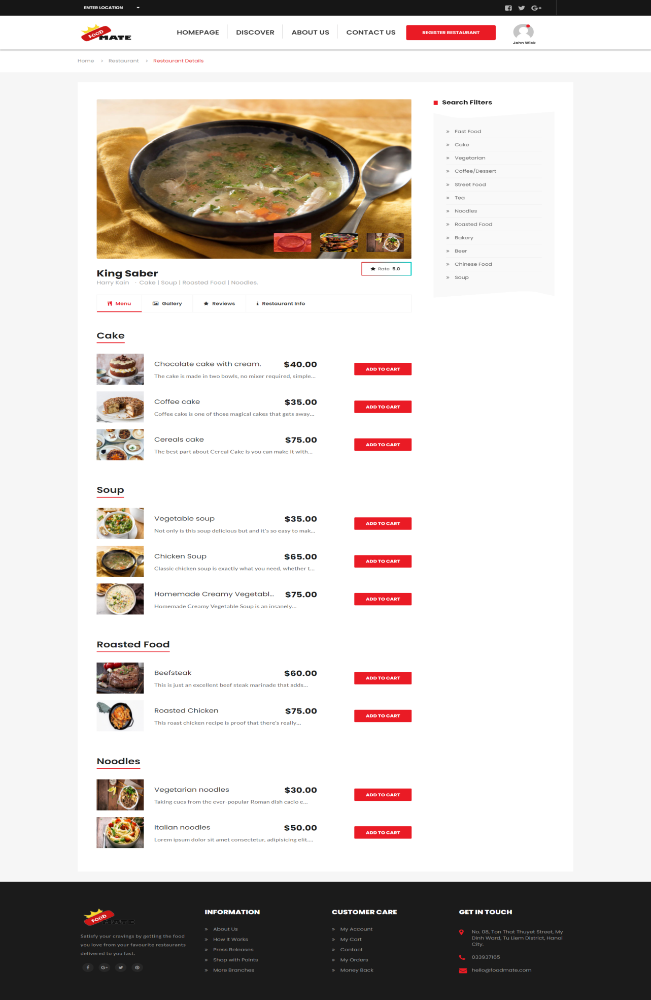 ENTER LOCATION
FOOD
MATE
HOMEPAGE
DISCOVER
ABOUT US
CONTACT US
REGISTER RESTAURANT
John Wick
Home > Restaurant > Restaurant Details
King Saber
Harry Kain · Cake | Soup | Roasted Food | Noodles.
Rate 5.0
Menu
Gallery
Reviews
Restaurant Info
Cake
Chocolate cake with cream. $40.00
The cake is made in two bowls, no mixer required, simple...
ADD TO CART
Coffee cake $35.00
Coffee cake is one of those magical cakes that gets away...
ADD TO CART
Cereals cake $75.00
The best part about Cereal Cake is you can make it with...
ADD TO CART
Soup
Vegetable soup $35.00
Not only is this soup delicious but and it's so easy to mak...
ADD TO CART
Chicken Soup $65.00
Classic chicken soup is exactly what you need, whether t...
ADD TO CART
Homemade Creamy Vegetabl... $75.00
Homemade Creamy Vegetable Soup is an insanely...
ADD TO CART
Roasted Food
Beefsteak $60.00
This is just an excellent beef steak marinade that adds...
ADD TO CART
Roasted Chicken $75.00
This roast chicken recipe is proof that there's really...
ADD TO CART
Noodles
Vegetarian noodles $30.00
Taking cues from the ever-popular Roman dish cacio e...
ADD TO CART
Italian noodles $50.00
Lorem ipsum dolor sit amet consectetur, adipisicing elit....
ADD TO CART
Search Filters
» Fast Food
» Cake
» Vegetarian
» Coffee/Dessert
» Street Food
» Tea
» Noodles
» Roasted Food
» Bakery
» Beer
» Chinese Food
» Soup
FOOD
MATE
Satisfy your cravings by getting the food
you love from your favourite restaurants
delivered to you fast.
INFORMATION
» About Us
» How It Works
» Press Releases
» Shop with Points
» More Branches
CUSTOMER CARE
» My Account
» My Cart
» Contact
» My Orders
» Money Back
GET IN TOUCH
No. 08, Ton That Thuyet Street, My
Dinh Ward, Tu Liem District, Hanoi
City.
033937165
hello@foodmate.com